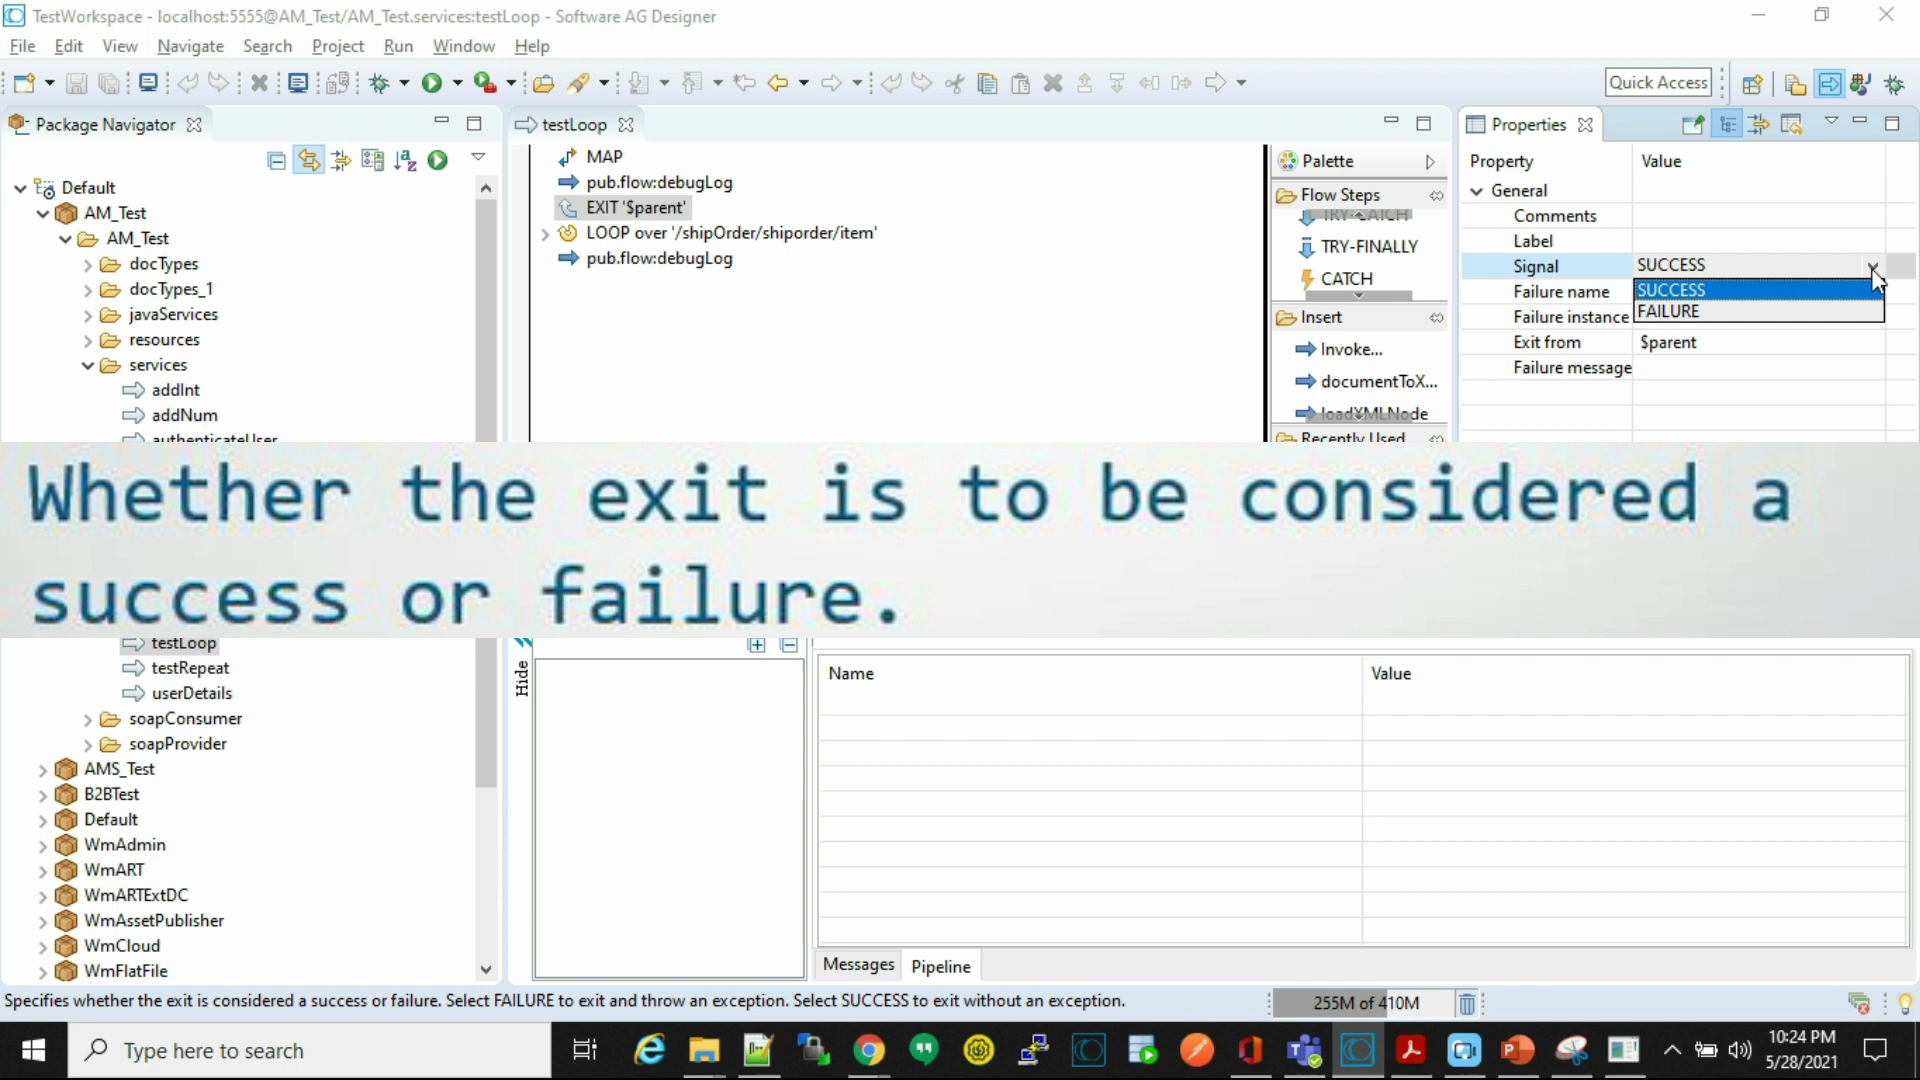 TestWorkspace - localhost:5555@AM_Test/AM_Test.services:testLoop - Software AG Designer
File Edit View Navigate Search Project Run Window Help
Quick Access
Package Navigator
Default
AM_Test
AM_Test
docTypes
docTypes_1
javaServices
resources
services
addInt
addNum
authenticateUser
testLoop
MAP
pub.flow:debugLog
EXIT '$parent'
LOOP over '/shipOrder/shiporder/item'
pub.flow:debugLog
Palette
Flow Steps
TRY-CATCH
TRY-FINALLY
CATCH
Insert
Invoke...
documentToX...
loadXMLNode
Recently Used
Properties
Property Value
General
Comments
Label
Signal SUCCESS
SUCCESS
FAILURE
Failure name
Failure instance
Exit from $parent
Failure message
Whether the exit is to be considered a
success or failure.
testLoop
testRepeat
userDetails
soapConsumer
soapProvider
AMS_Test
B2BTest
Default
WmAdmin
WmART
WmARTExtDC
WmAssetPublisher
WmCloud
WmFlatFile
Hide
Name Value
Messages Pipeline
Specifies whether the exit is considered a success or failure. Select FAILURE to exit and throw an exception. Select SUCCESS to exit without an exception.
255M of 410M
Type here to search
10:24 PM
5/28/2021